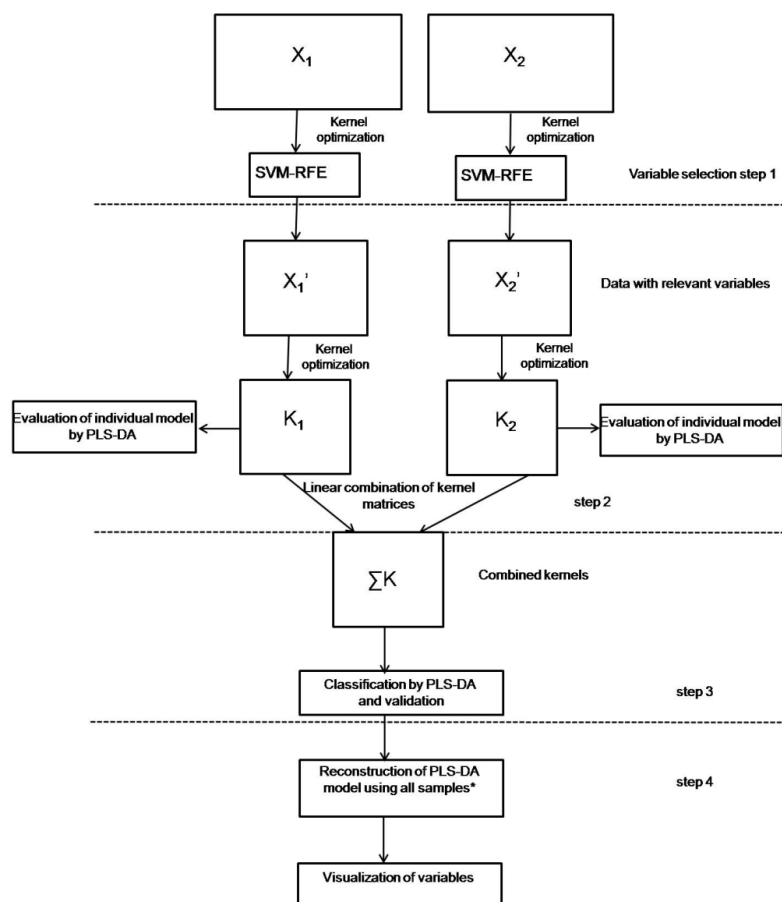 X₁
X₂
Kernel
optimization
Kernel
optimization
SVM-RFE
SVM-RFE
Variable selection step 1
X₁'
X₂'
Data with relevant variables
Kernel
optimization
Kernel
optimization
Evaluation of individual model
by PLS-DA
K₁
K₂
Evaluation of individual model
by PLS-DA
Linear combination of kernel
matrices
step 2
∑K
Combined kernels
Classification by PLS-DA
and validation
step 3
Reconstruction of PLS-DA
model using all samples*
step 4
Visualization of variables